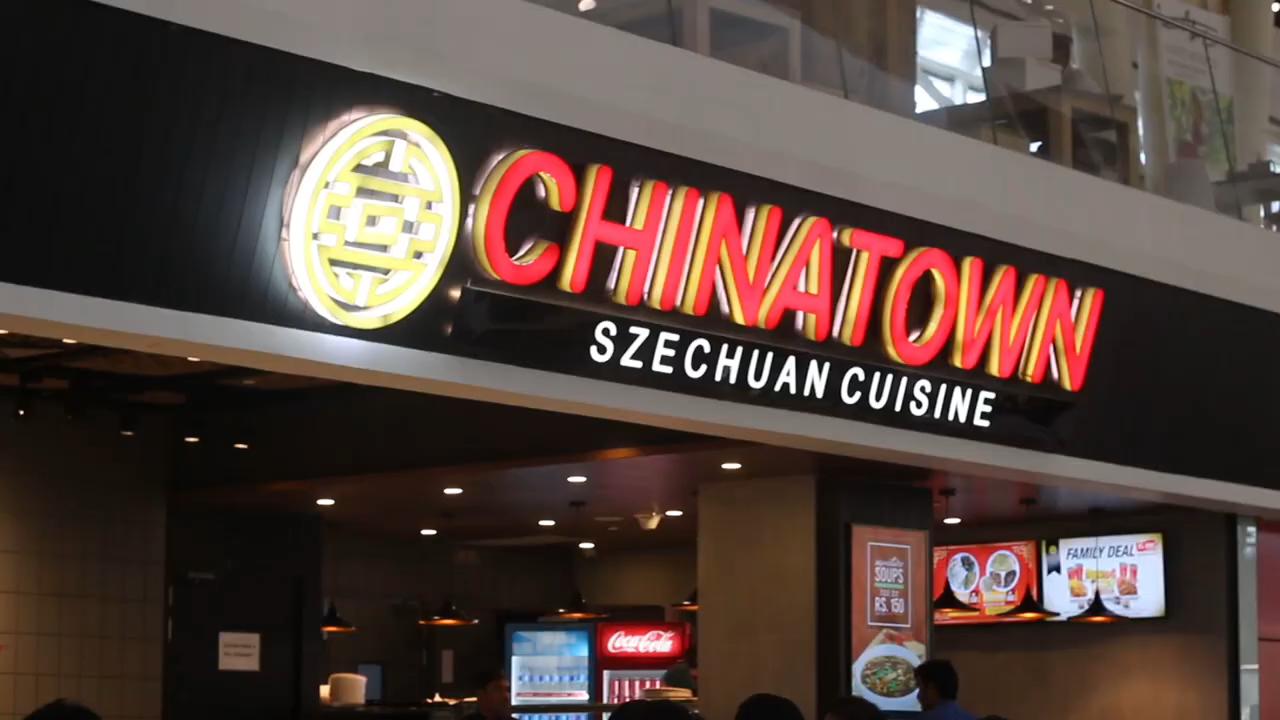 CHINATOWN
SZECHUAN CUISINE
SOUPS
RS. 150
FAMILY DEAL
Coca-Cola